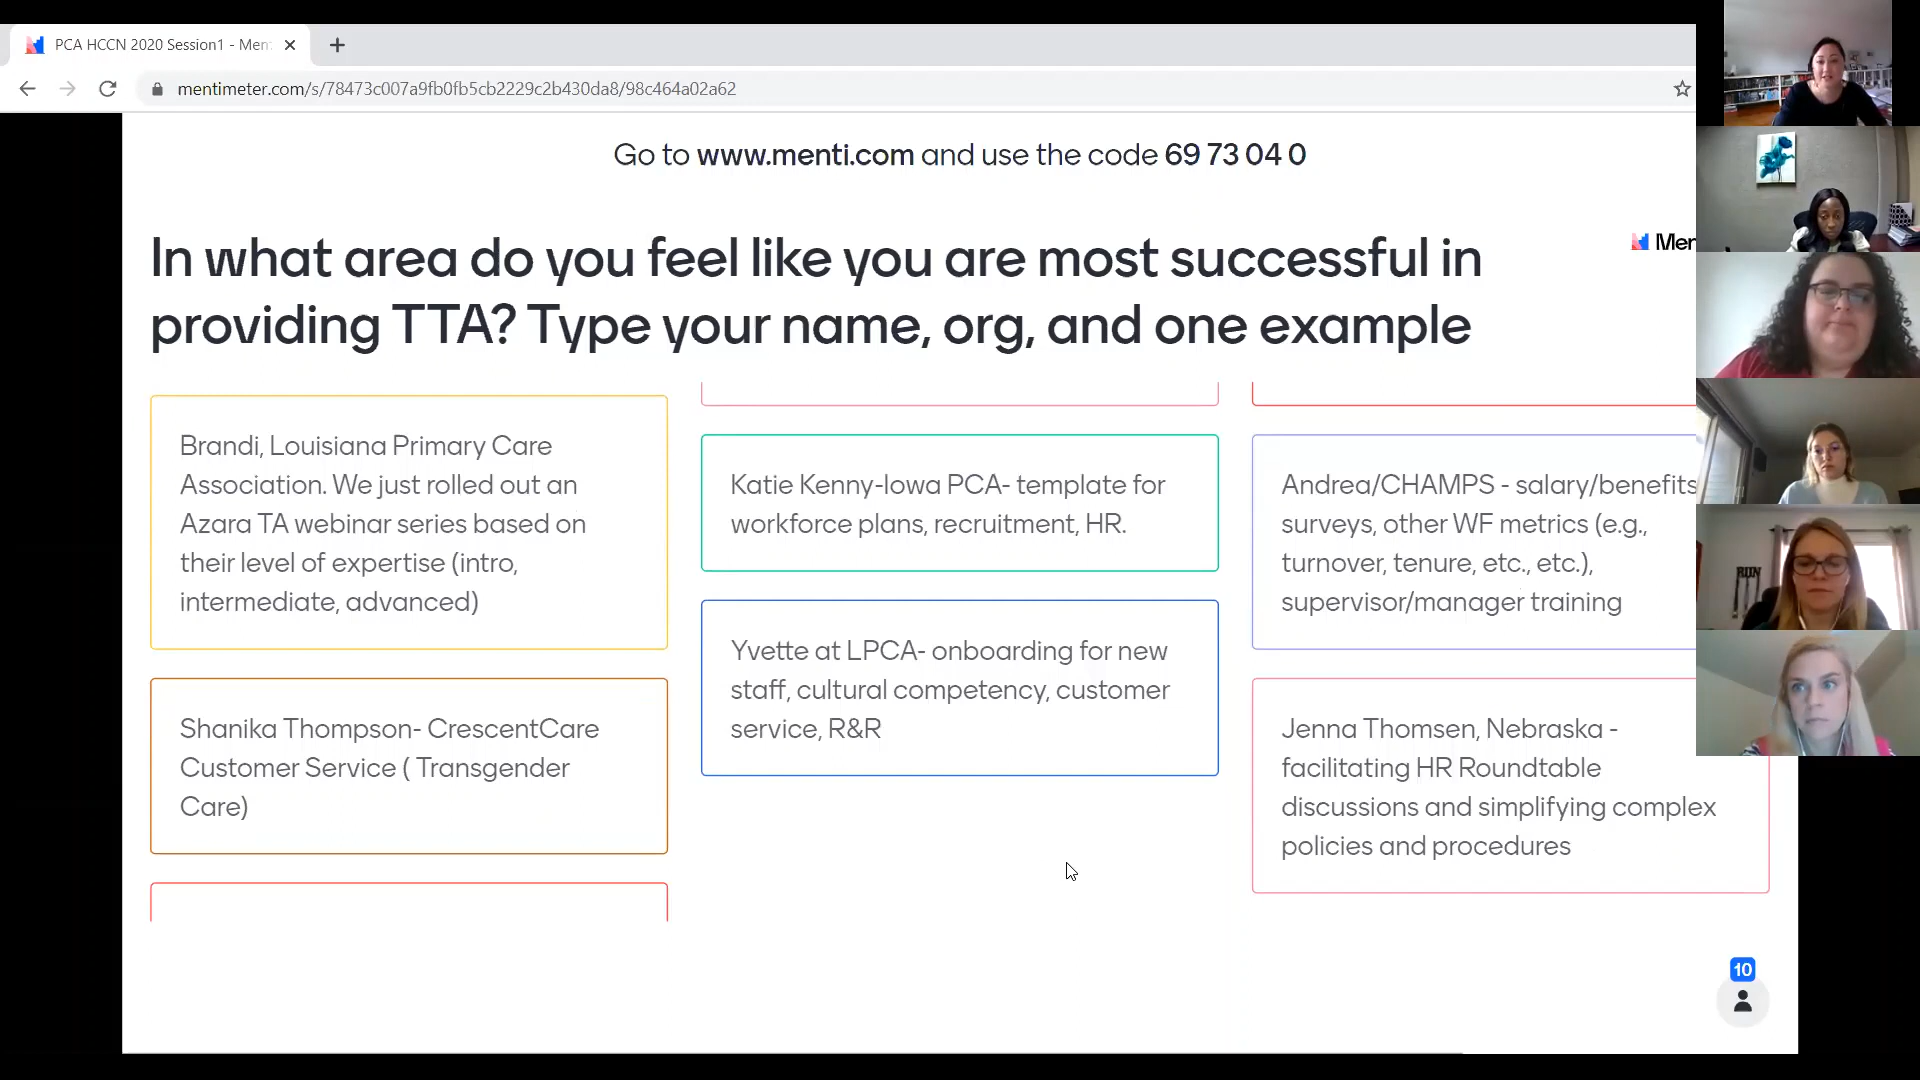 PCA HCCN 2020 Session1 - Men
mentimeter.com/s/78473c007a9fb0fb5cb2229c2b430da8/98c464a02a62
Go to www.menti.com and use the code 69 73 04 0
In what area do you feel like you are most successful in
providing TTA? Type your name, org, and one example
Men
Brandi, Louisiana Primary Care
Association. We just rolled out an
Azara TA webinar series based on
their level of expertise (intro,
intermediate, advanced)
Shanika Thompson- CrescentCare
Customer Service ( Transgender
Care)
Katie Kenny-Iowa PCA- template for
workforce plans, recruitment, HR.
Yvette at LPCA- onboarding for new
staff, cultural competency, customer
service, R&R
Andrea/CHAMPS - salary/benefits
surveys, other WF metrics (e.g.,
turnover, tenure, etc., etc.),
supervisor/manager training
Jenna Thomsen, Nebraska -
facilitating HR Roundtable
discussions and simplifying complex
policies and procedures
RUN
10